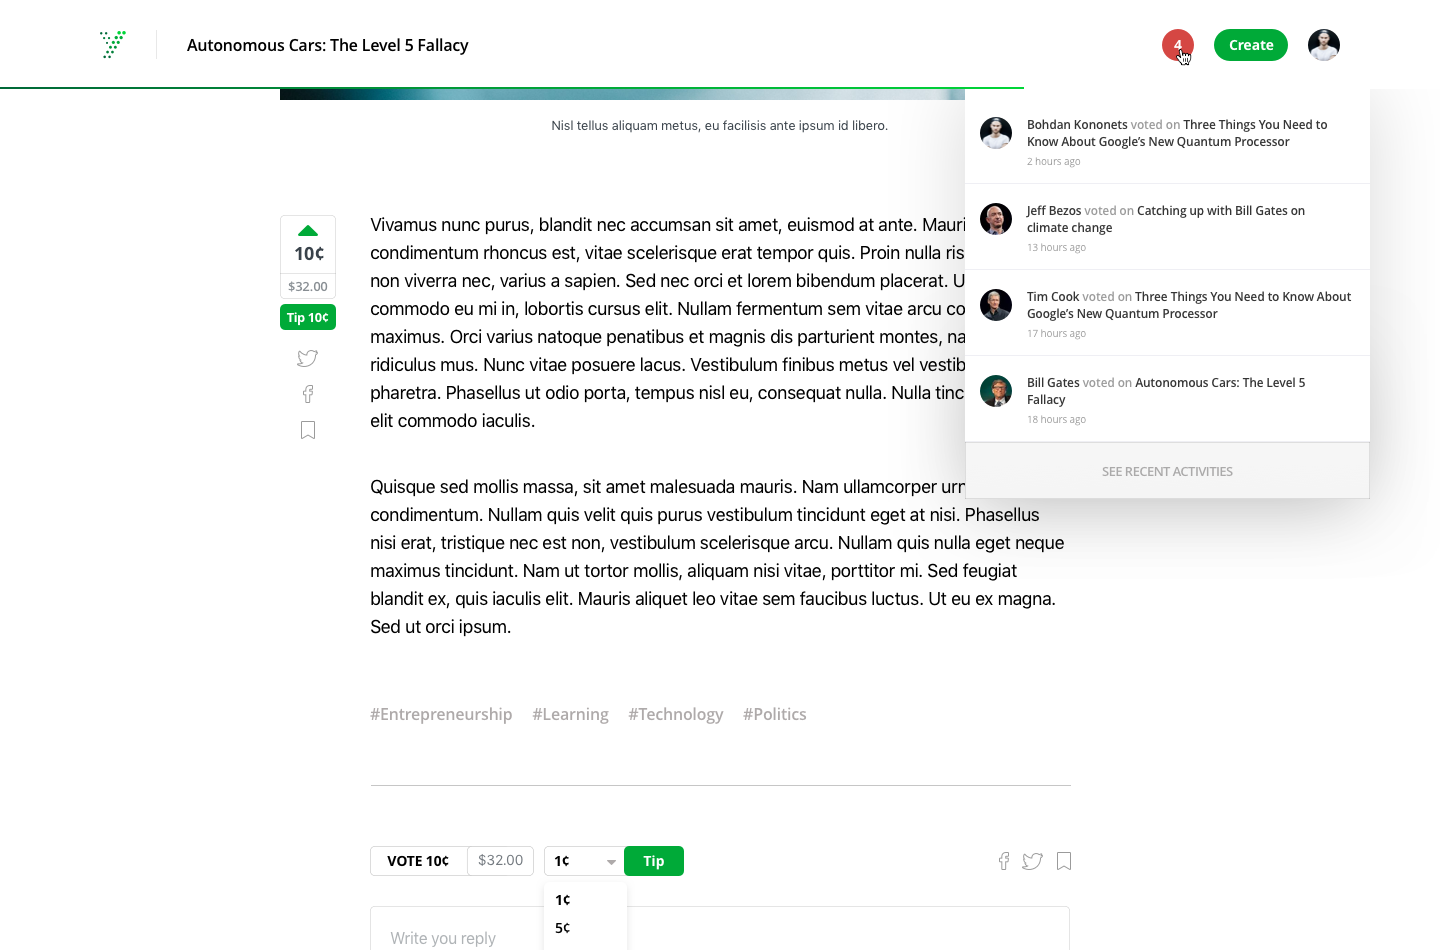 Autonomous Cars: The Level 5 Fallacy
4
Create
Nisl tellus aliquam metus, eu facilisis ante ipsum id libero.
Bohdan Kononets voted on Three Things You Need to
Know About Google’s New Quantum Processor
2 hours ago
Jeff Bezos voted on Catching up with Bill Gates on
climate change
13 hours ago
Tim Cook voted on Three Things You Need to Know About
Google’s New Quantum Processor
17 hours ago
Bill Gates voted on Autonomous Cars: The Level 5
Fallacy
18 hours ago
SEE RECENT ACTIVITIES
10¢
$32.00
Tip 10¢
Vivamus nunc purus, blandit nec accumsan sit amet, euismod at ante. Mauri
condimentum rhoncus est, vitae scelerisque erat tempor quis. Proin nulla ris
non viverra nec, varius a sapien. Sed nec orci et lorem bibendum placerat. U
commodo eu mi in, lobortis cursus elit. Nullam fermentum sem vitae arcu co
maximus. Orci varius natoque penatibus et magnis dis parturient montes, na
ridiculus mus. Nunc vitae posuere lacus. Vestibulum finibus metus vel vestib
pharetra. Phasellus ut odio porta, tempus nisl eu, consequat nulla. Nulla tinc
elit commodo iaculis.
Quisque sed mollis massa, sit amet malesuada mauris. Nam ullamcorper urn
condimentum. Nullam quis velit quis purus vestibulum tincidunt eget at nisi. Phasellus
nisi erat, tristique nec est non, vestibulum scelerisque arcu. Nullam quis nulla eget neque
maximus tincidunt. Nam ut tortor mollis, aliquam nisi vitae, porttitor mi. Sed feugiat
blandit ex, quis iaculis elit. Mauris aliquet leo vitae sem faucibus luctus. Ut eu ex magna.
Sed ut orci ipsum.
#Entrepreneurship #Learning #Technology #Politics
VOTE 10¢ $32.00 1¢ Tip
1¢
5¢
Write you reply